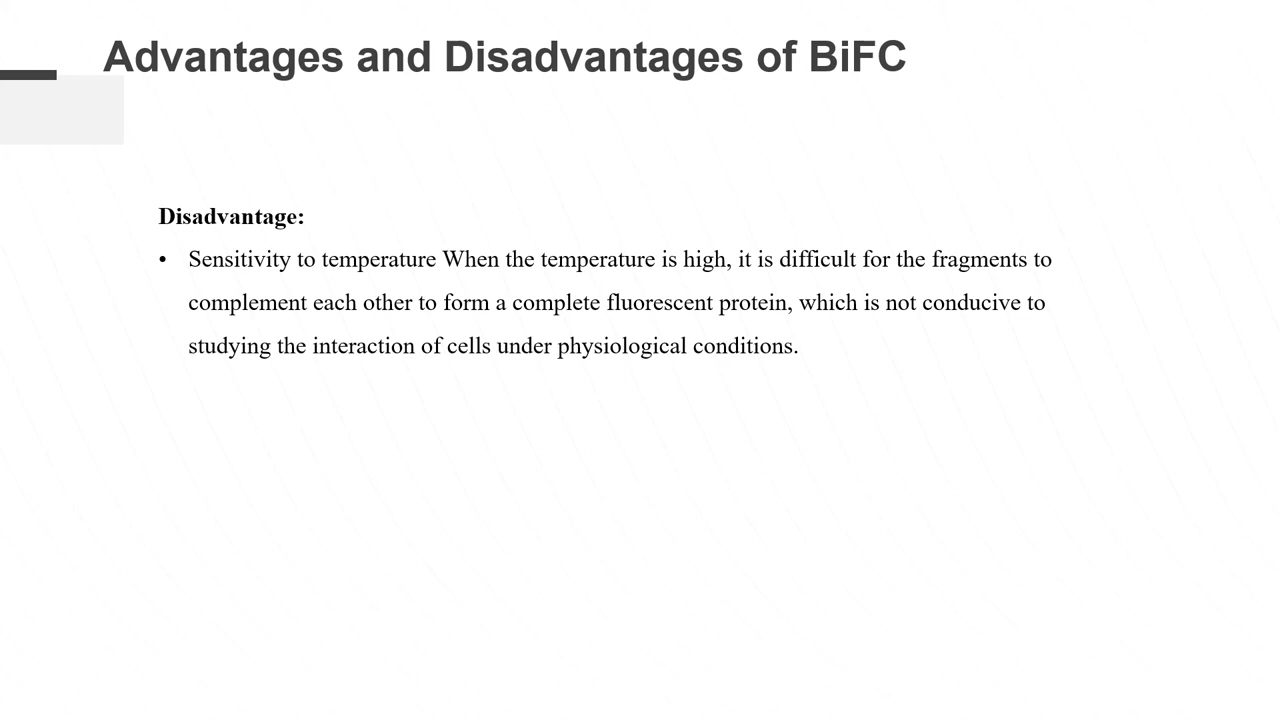 Advantages and Disadvantages of BiFC
Disadvantage:
• Sensitivity to temperature When the temperature is high, it is difficult for the fragments to
complement each other to form a complete fluorescent protein, which is not conducive to
studying the interaction of cells under physiological conditions.